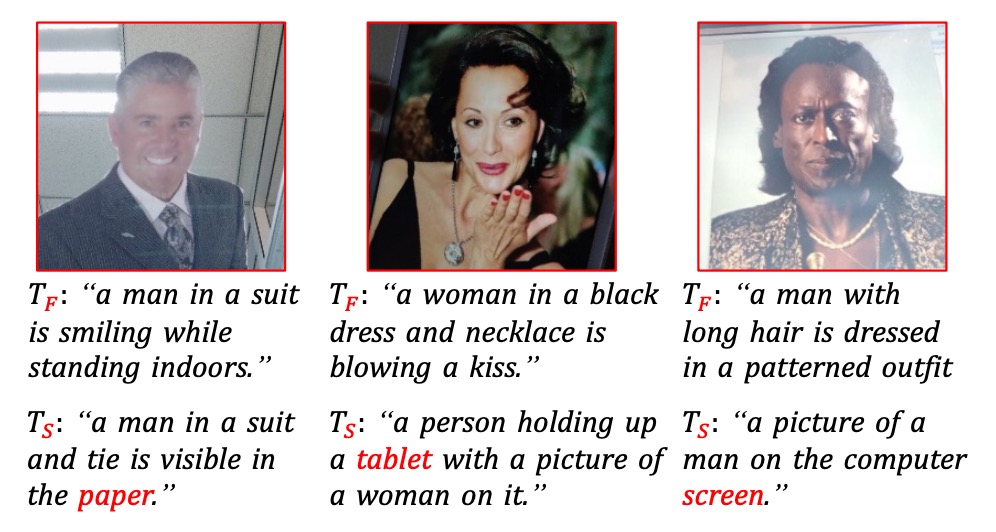 T_F: “a man in a suit
is smiling while
standing indoors.”
T_S: “a man in a suit
and tie is visible in
the paper.”
T_F: “a woman in a black
dress and necklace is
blowing a kiss.”
T_S: “a person holding up
a tablet with a picture of
a woman on it.”
T_F: “a man with
long hair is dressed
in a patterned outfit
T_S: “a picture of a
man on the computer
screen.”